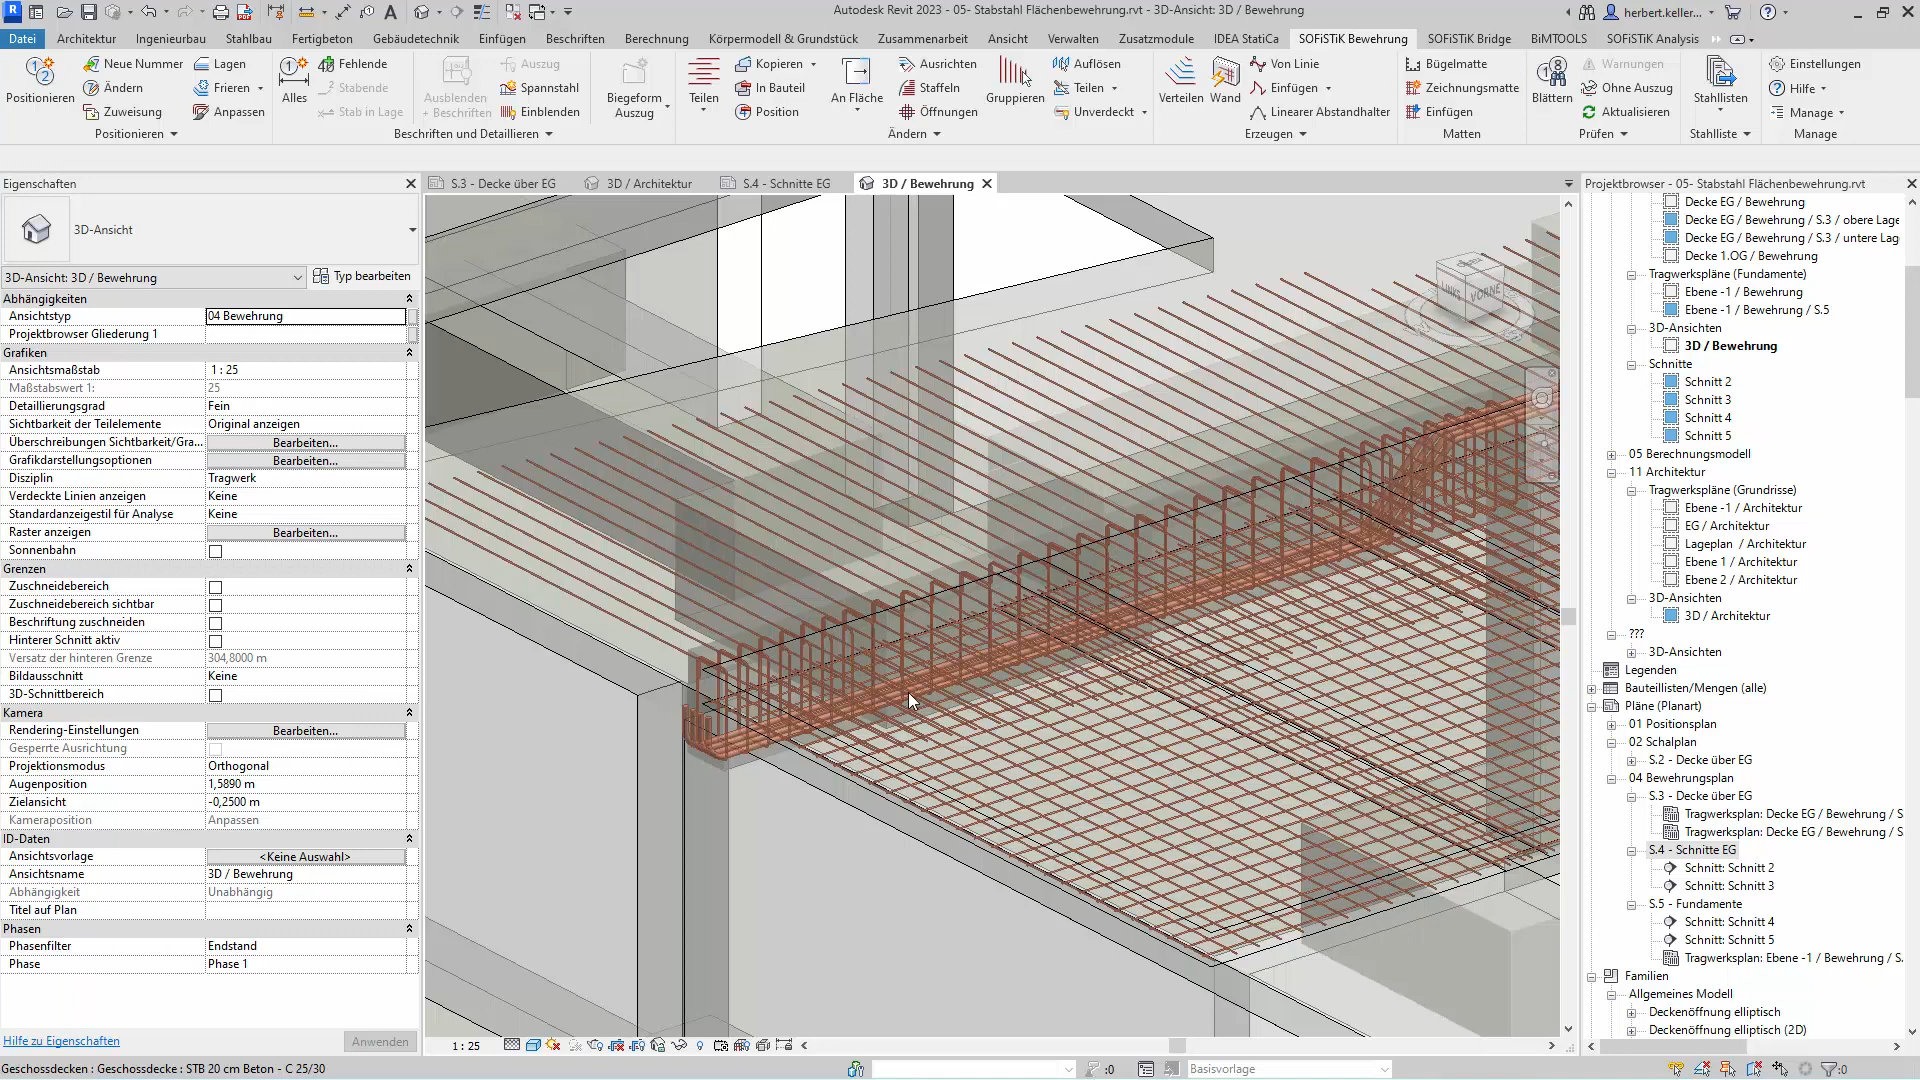 Autodesk Revit 2023 - 05- Stabstahl Flächenbewehrung.rvt - 3D-Ansicht: 3D / Bewehrung
herbert.keller...
Datei Architektur Ingenieurbau Stahlbau Fertigbeton Gebäudetechnik Einfügen Beschriften Berechnung Körpermodell & Grundstück Zusammenarbeit Ansicht Verwalten Zusatzmodule IDEA StatiCa SOFiSTiK Bewehrung SOFiSTiK Bridge BiMTOOLS SOFiSTiK Analysis
Positionieren
Neue Nummer
Ändern
Zuweisung
Lagen
Frieren
Anpassen
Positionieren
Alles
Fehlende
Stabende
Stab in Lage
Ausblenden
+ Beschriften
Auszug
Spannstahl
Einblenden
Biegeform
Auszug
Beschriften und Detaillieren
Teilen
Kopieren
In Bauteil
Position
An Fläche
Ausrichten
Staffeln
Öffnungen
Gruppieren
Auflösen
Teilen
Unverdeckt
Ändern
Verteilen
Wand
Von Linie
Einfügen
Linearer Abstandhalter
Erzeugen
Bügelmatte
Zeichnungsmatte
Einfügen
Matten
Blättern
Warnungen
Ohne Auszug
Aktualisieren
Prüfen
Stahllisten
Stahlliste
Einstellungen
Hilfe
Manage
Manage
Eigenschaften
3D-Ansicht
3D-Ansicht: 3D / Bewehrung Typ bearbeiten
Abhängigkeiten
Ansichtstyp 04 Bewehrung
Projektbrowser Gliederung 1
Grafiken
Ansichtsmaßstab 1 : 25
Maßstabswert 1: 25
Detaillierungsgrad Fein
Sichtbarkeit der Teilelemente Original anzeigen
Überschreibungen Sichtbarkeit/Gra... Bearbeiten...
Grafikdarstellungsoptionen Bearbeiten...
Disziplin Tragwerk
Verdeckte Linien anzeigen Keine
Standardanzeigestil für Analyse Keine
Raster anzeigen Bearbeiten...
Sonnenbahn
Grenzen
Zuschneidebereich
Zuschneidebereich sichtbar
Beschriftung zuschneiden
Hinterer Schnitt aktiv
Versatz der hinteren Grenze 304,8000 m
Bildausschnitt Keine
3D-Schnittbereich
Kamera
Rendering-Einstellungen Bearbeiten...
Gesperrte Ausrichtung
Projektionsmodus Orthogonal
Augenposition 1,5890 m
Zielansicht -0,2500 m
Kameraposition Anpassen
ID-Daten
Ansichtsvorlage <Keine Auswahl>
Ansichtsname 3D / Bewehrung
Abhängigkeit Unabhängig
Titel auf Plan
Phasen
Phasenfilter Endstand
Phase Phase 1
Hilfe zu Eigenschaften Anwenden
S.3 - Decke über EG 3D / Architektur S.4 - Schnitte EG 3D / Bewehrung
LINKS VORNE
1 : 25
Projektbrowser - 05- Stabstahl Flächenbewehrung.rvt
Decke EG / Bewehrung
Decke EG / Bewehrung / S.3 / obere Lage
Decke EG / Bewehrung / S.3 / untere Lag
Decke 1.OG / Bewehrung
Tragwerkspläne (Fundamente)
Ebene -1 / Bewehrung
Ebene -1 / Bewehrung / S.5
3D-Ansichten
3D / Bewehrung
Schnitte
Schnitt 2
Schnitt 3
Schnitt 4
Schnitt 5
05 Berechnungsmodell
11 Architektur
Tragwerkspläne (Grundrisse)
Ebene -1 / Architektur
EG / Architektur
Lageplan / Architektur
Ebene 1 / Architektur
Ebene 2 / Architektur
3D-Ansichten
3D / Architektur
???
3D-Ansichten
Legenden
Bauteillisten/Mengen (alle)
Pläne (Planart)
01 Positionsplan
02 Schalplan
S.2 - Decke über EG
04 Bewehrungsplan
S.3 - Decke über EG
Tragwerksplan: Decke EG / Bewehrung / S
Tragwerksplan: Decke EG / Bewehrung / S
S.4 - Schnitte EG
Schnitt: Schnitt 2
Schnitt: Schnitt 3
S.5 - Fundamente
Schnitt: Schnitt 4
Schnitt: Schnitt 5
Tragwerksplan: Ebene -1 / Bewehrung / S.
Familien
Allgemeines Modell
Deckenöffnung elliptisch
Deckenöffnung elliptisch (2D)
Geschossdecken : Geschossdecke : STB 20 cm Beton - C 25/30 :0 Basisvorlage :0